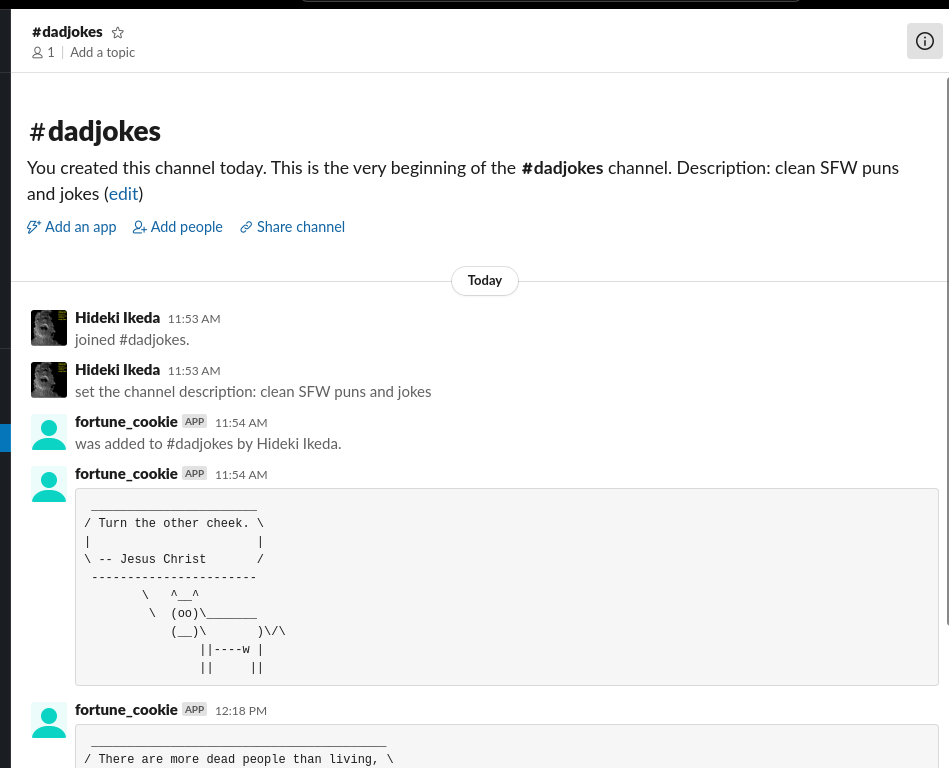 #dadjokes
1 | Add a topic
#dadjokes
You created this channel today. This is the very beginning of the #dadjokes channel. Description: clean SFW puns
and jokes (edit)
Add an app Add people Share channel
Today
Hideki Ikeda 11:53 AM
joined #dadjokes.
Hideki Ikeda 11:53 AM
set the channel description: clean SFW puns and jokes
fortune_cookie APP 11:54 AM
was added to #dadjokes by Hideki Ikeda.
fortune_cookie APP 11:54 AM
 _______________________
/ Turn the other cheek. \
|                       |
\ -- Jesus Christ       /
 -----------------------
        \   ^__^
         \  (oo)\_______
            (__)\       )\/\
                ||----w |
                ||     ||
fortune_cookie APP 12:18 PM
 _________________________________________
/ There are more dead people than living, \